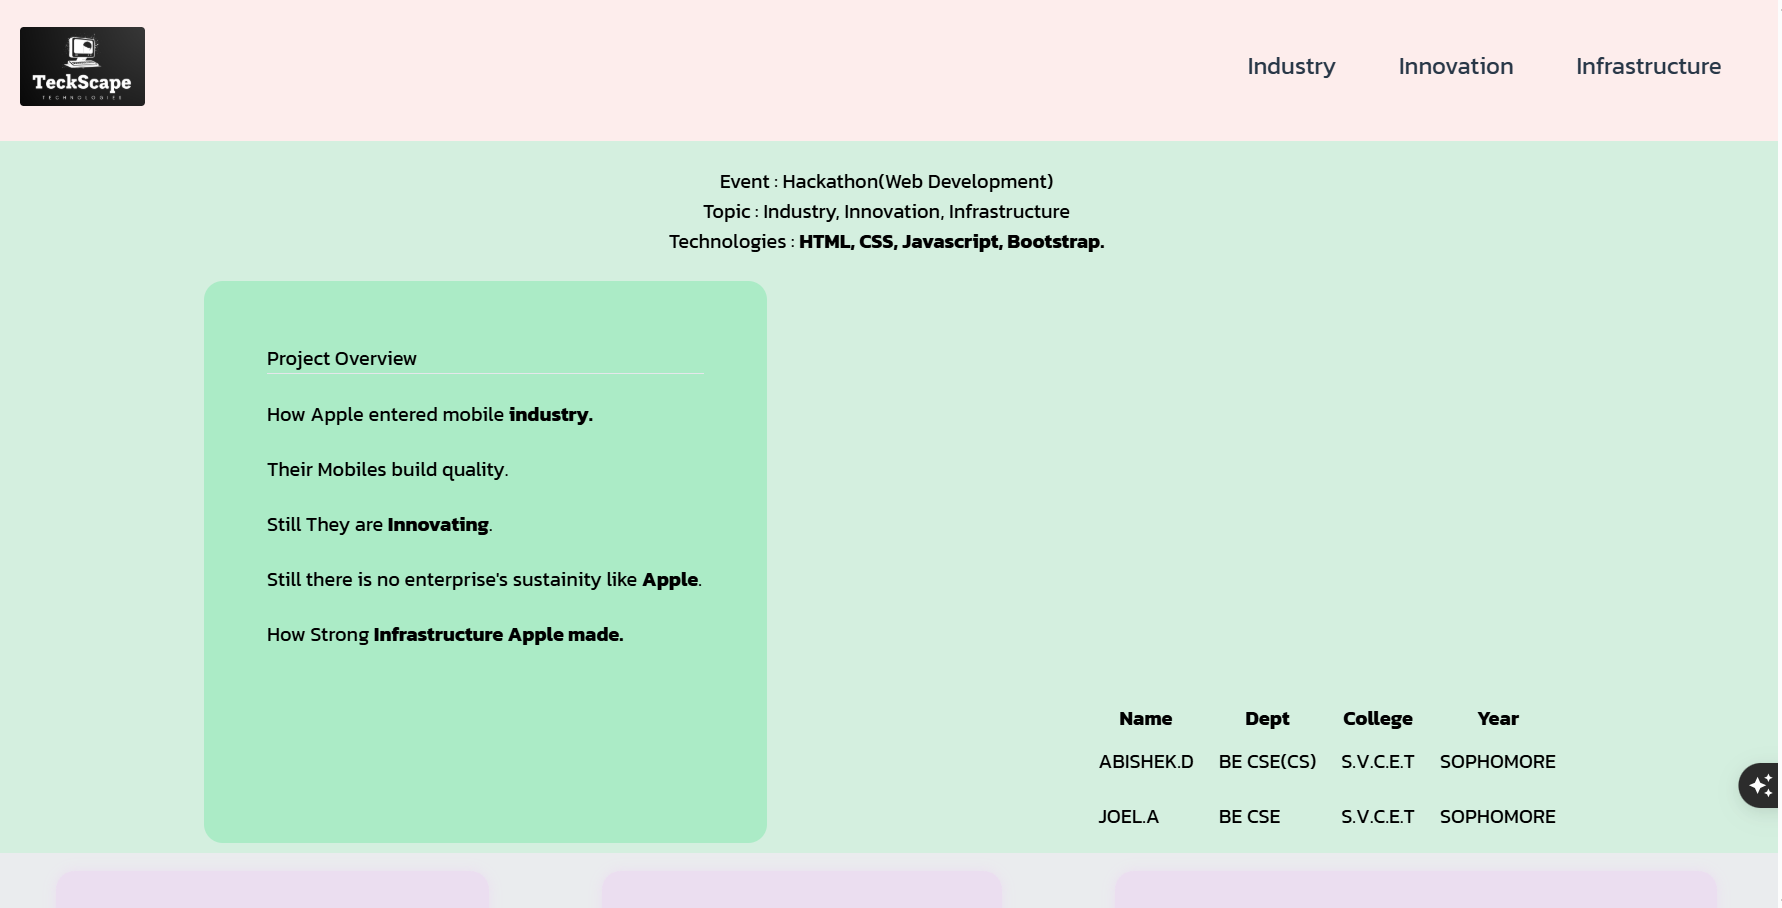 TeckScape
TECHNOLOGIES
Industry Innovation Infrastructure
Event : Hackathon(Web Development)
Topic : Industry, Innovation, Infrastructure
Technologies : HTML, CSS, Javascript, Bootstrap.
Project Overview
How Apple entered mobile industry.
Their Mobiles build quality.
Still They are Innovating.
Still there is no enterprise's sustainity like Apple.
How Strong Infrastructure Apple made.
Name Dept College Year
ABISHEK.D BE CSE(CS) S.V.C.E.T SOPHOMORE
JOEL.A BE CSE S.V.C.E.T SOPHOMORE